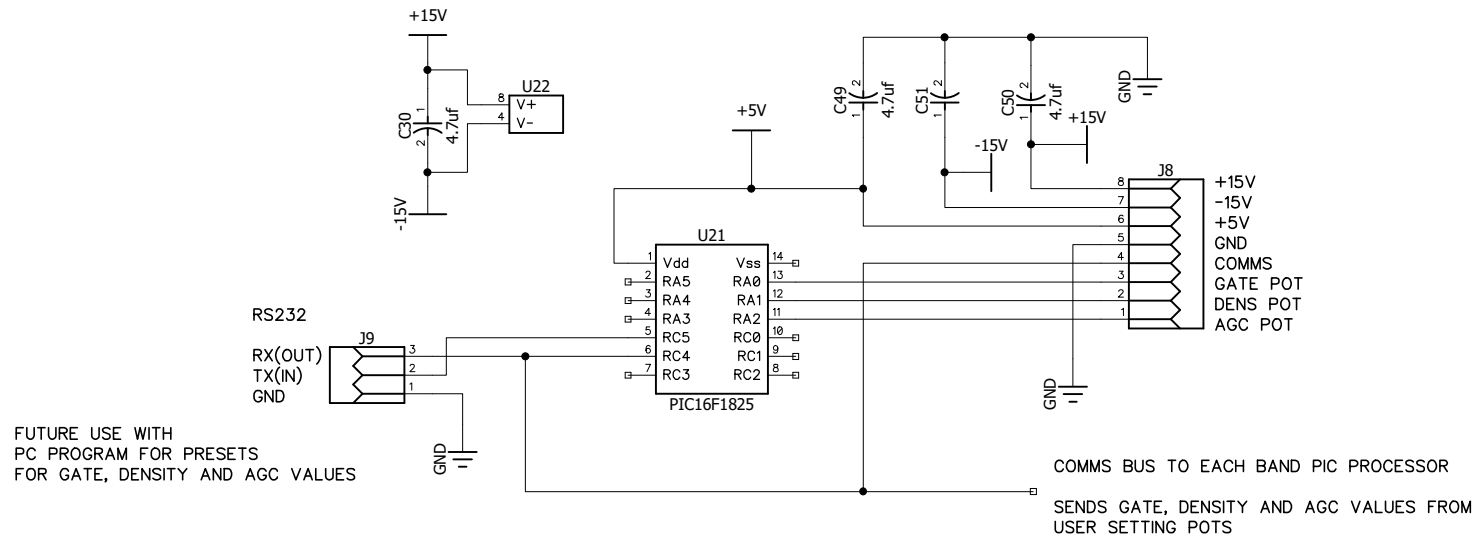 +15V
U22
8 V+
4 V-
1
C30
4.7uf
2
-15V
+5V
2
C49
4.7uf
1
2
C51
1
2
C50
4.7uf
1
GND
+15V
-15V
J8
8 +15V
7 -15V
6 +5V
5 GND
4 COMMS
3 GATE POT
2 DENS POT
1 AGC POT
GND
U21
1 Vdd Vss 14
2 RA5 RA0 13
3 RA4 RA1 12
4 RA3 RA2 11
5 RC5 RC0 10
6 RC4 RC1 9
7 RC3 RC2 8
PIC16F1825
RS232
J9
RX(OUT) 3
TX(IN) 2
GND 1
GND
FUTURE USE WITH
PC PROGRAM FOR PRESETS
FOR GATE, DENSITY AND AGC VALUES
COMMS BUS TO EACH BAND PIC PROCESSOR
SENDS GATE, DENSITY AND AGC VALUES FROM
USER SETTING POTS